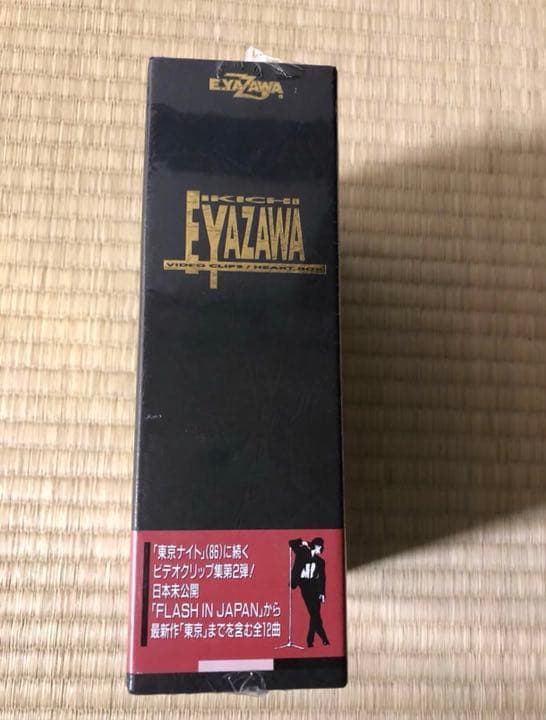 E.YAZAWA
EIKICHI
YAZAWA
VIDEO CLIPS / HEART BOX
「東京ナイト」(86)に続く
ビデオクリップ集第2弾!
日本未公開
「FLASH IN JAPAN」から
最新作「東京」までを含む全12曲